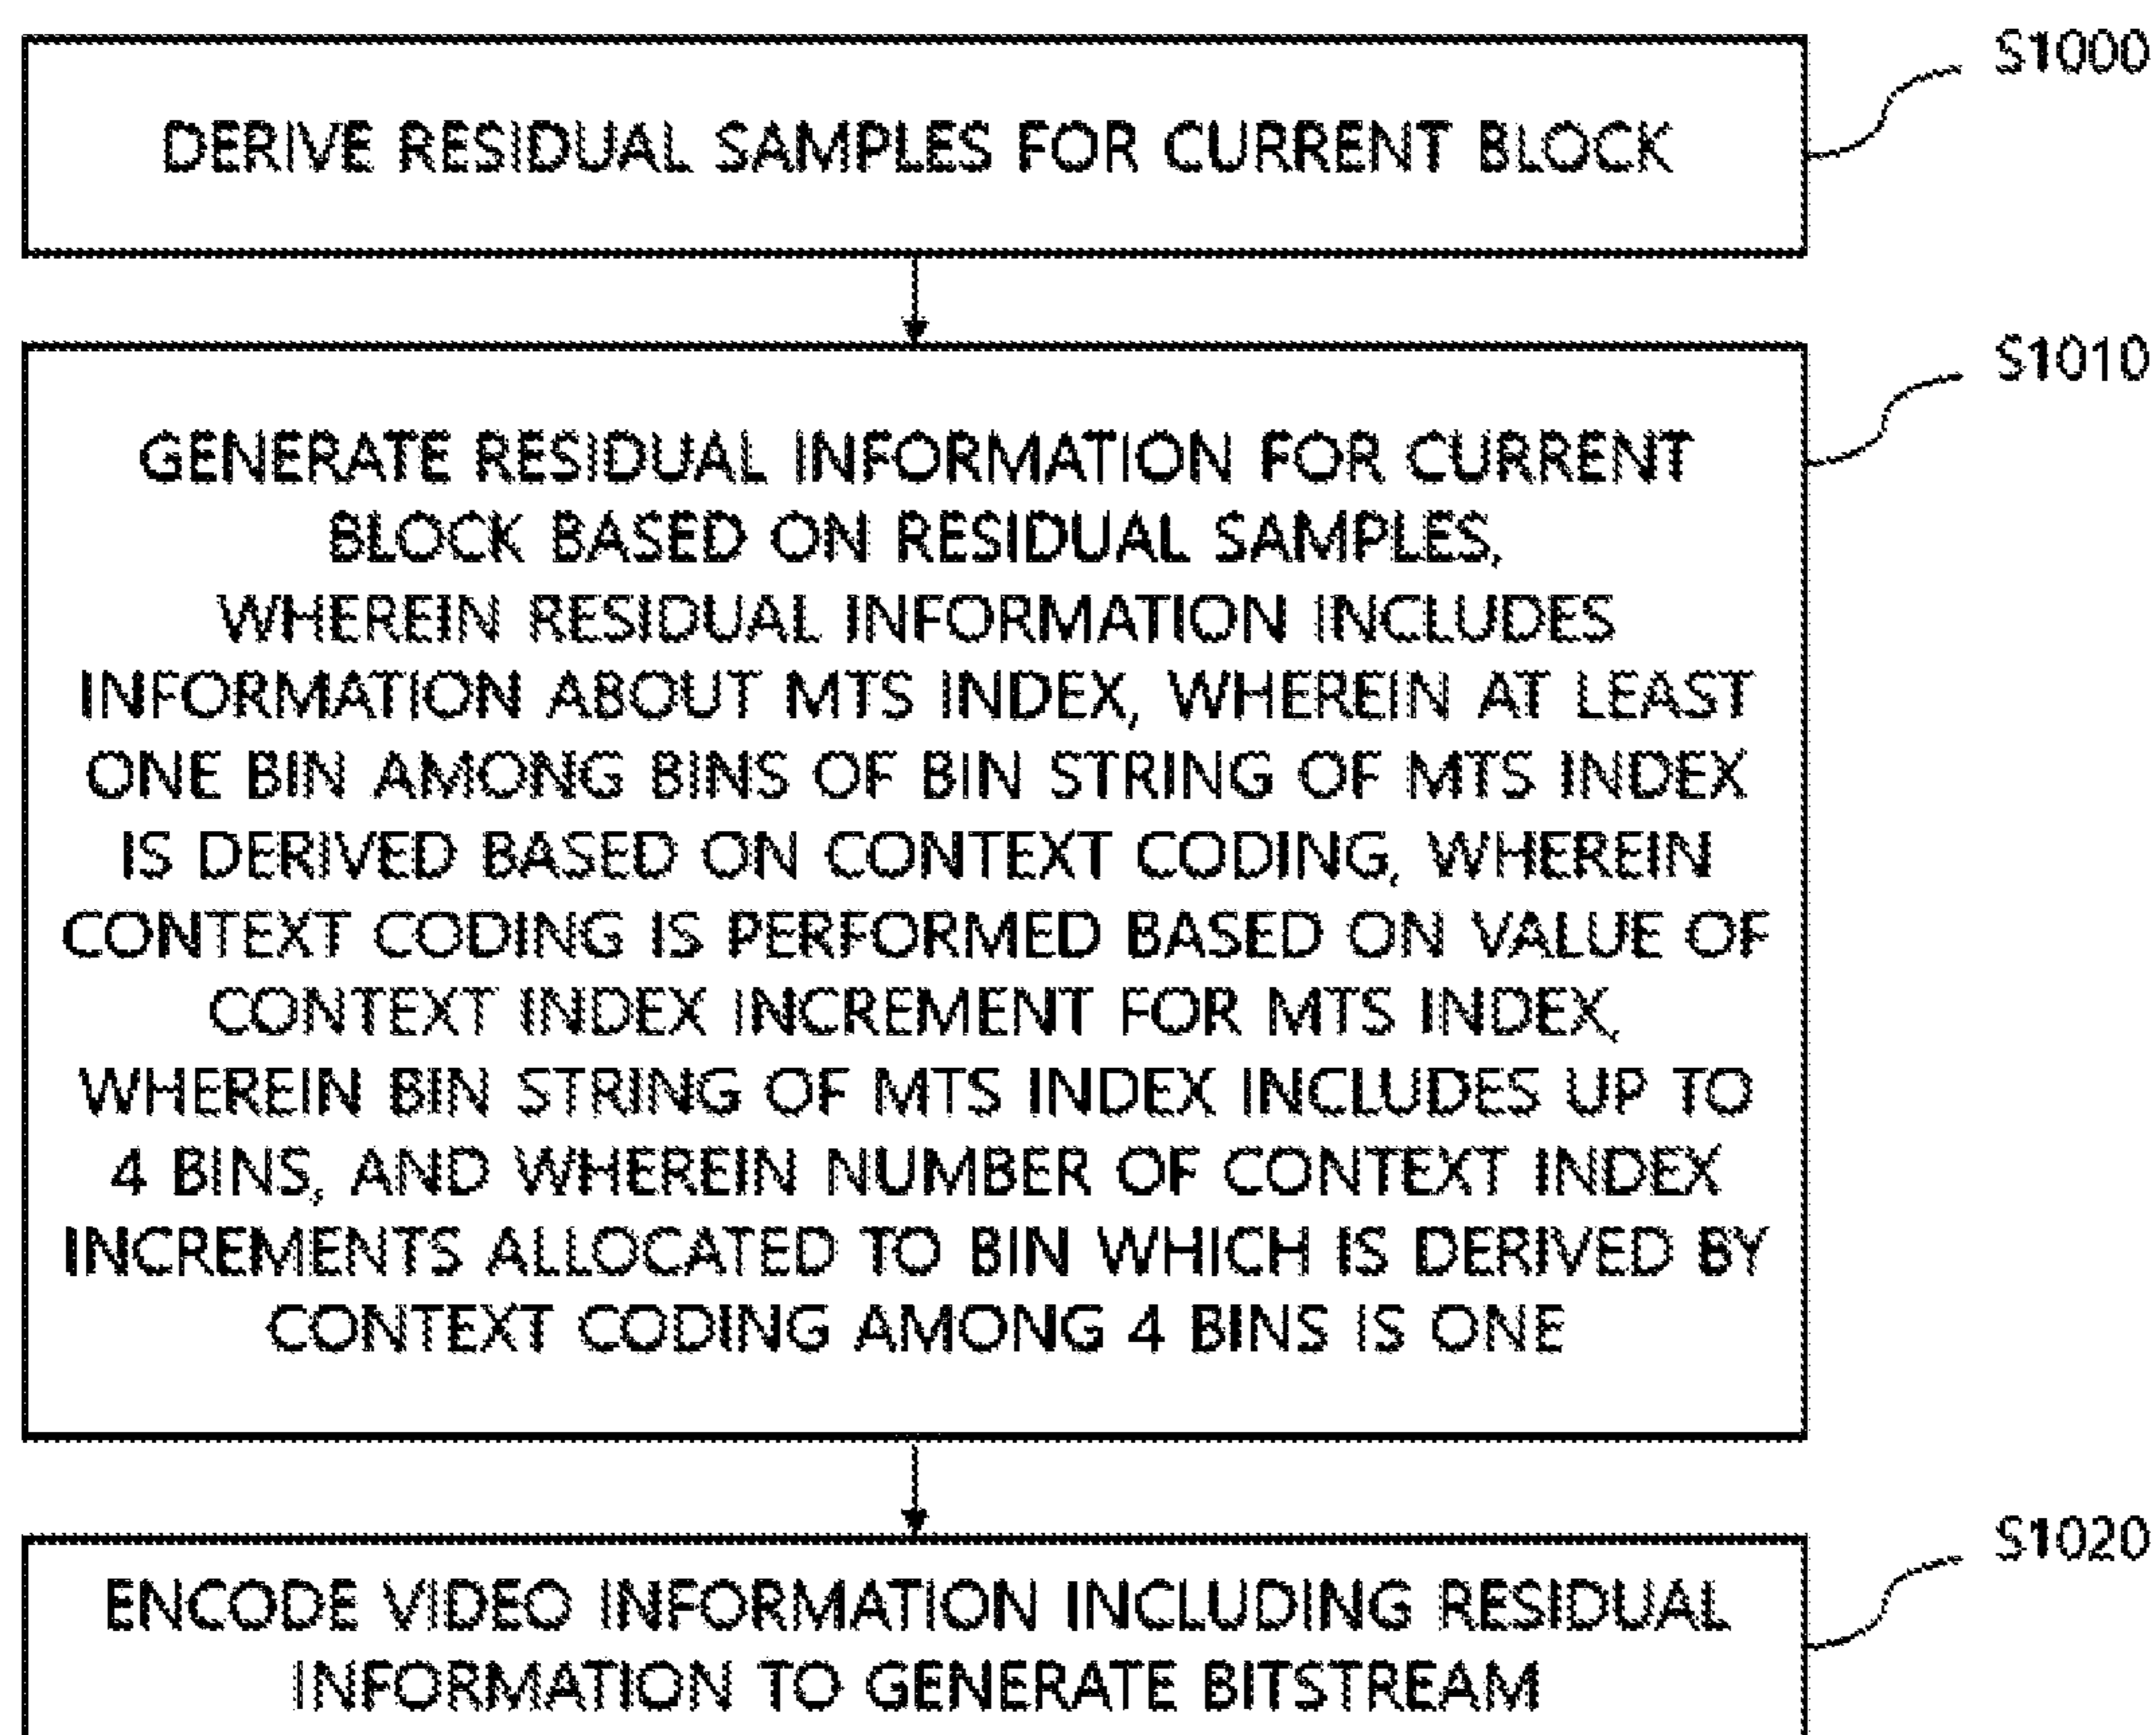 S1000
DERIVE RESIDUAL SAMPLES FOR CURRENT BLOCK
S1010
GENERATE RESIDUAL INFORMATION FOR CURRENT
BLOCK BASED ON RESIDUAL SAMPLES,
WHEREIN RESIDUAL INFORMATION INCLUDES
INFORMATION ABOUT MTS INDEX, WHEREIN AT LEAST
ONE BIN AMONG BINS OF BIN STRING OF MTS INDEX
IS DERIVED BASED ON CONTEXT CODING, WHEREIN
CONTEXT CODING IS PERFORMED BASED ON VALUE OF
CONTEXT INDEX INCREMENT FOR MTS INDEX,
WHEREIN BIN STRING OF MTS INDEX INCLUDES UP TO
4 BINS, AND WHEREIN NUMBER OF CONTEXT INDEX
INCREMENTS ALLOCATED TO BIN WHICH IS DERIVED BY
CONTEXT CODING AMONG 4 BINS IS ONE
S1020
ENCODE VIDEO INFORMATION INCLUDING RESIDUAL
INFORMATION TO GENERATE BITSTREAM